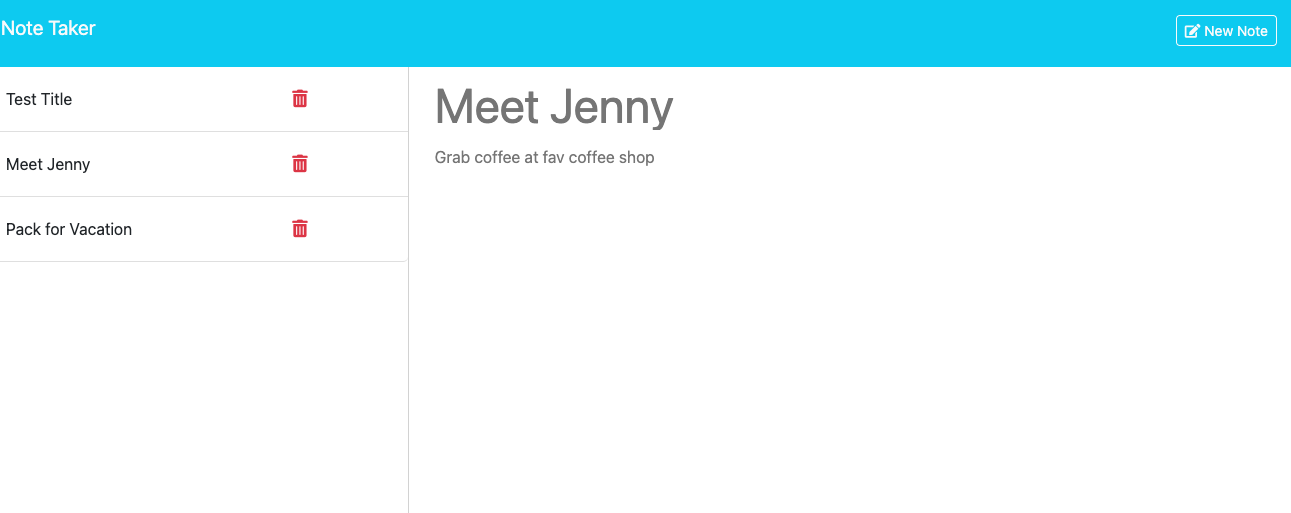 Note Taker
New Note
Test Title
Meet Jenny
Pack for Vacation
Meet Jenny
Grab coffee at fav coffee shop